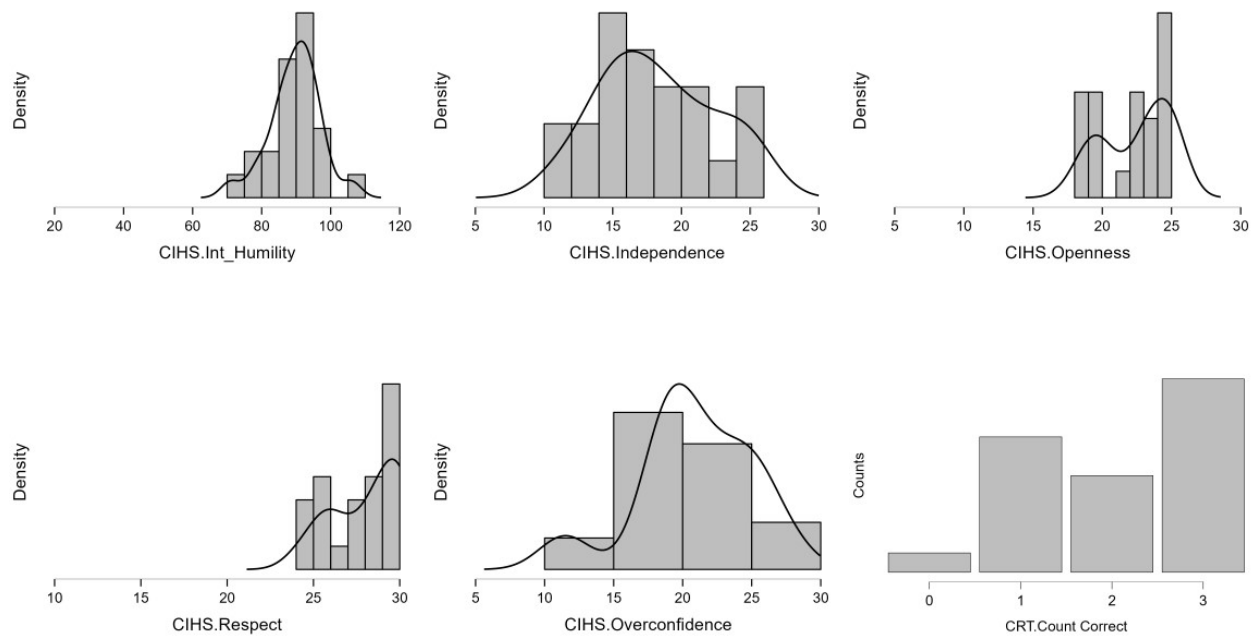 Density
20 40 60 80 100 120
CIHS.Int_Humility
Density
5 10 15 20 25 30
CIHS.Independence
Density
5 10 15 20 25 30
CIHS.Openness
Density
10 15 20 25 30
CIHS.Respect
Density
5 10 15 20 25 30
CIHS.Overconfidence
Counts
0 1 2 3
CRT.Count Correct